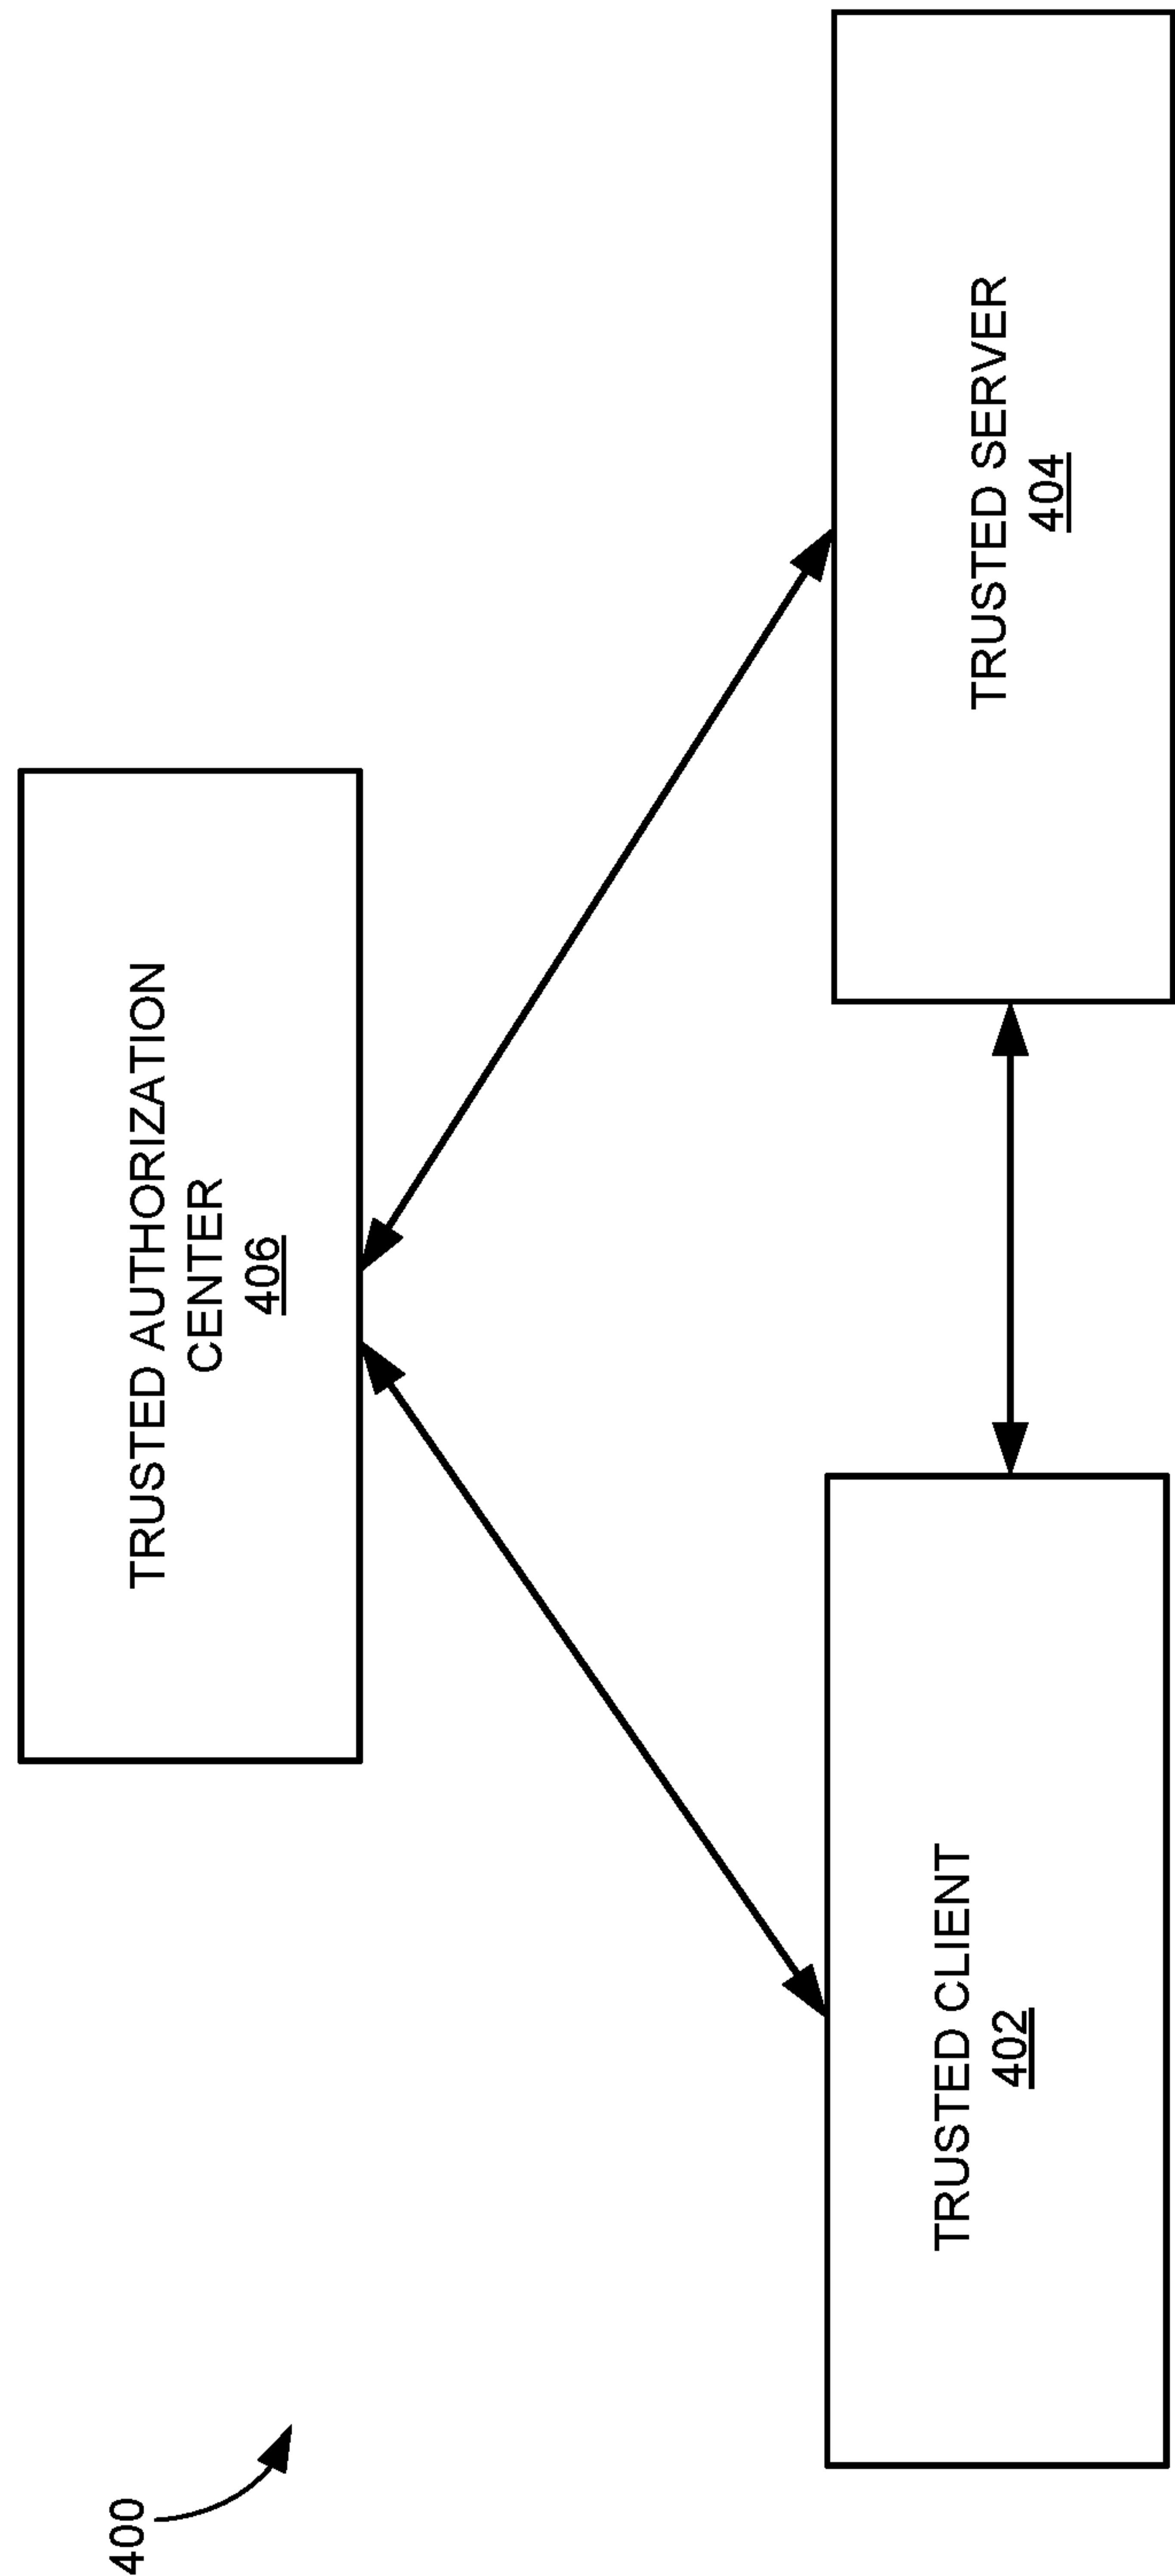 400
TRUSTED AUTHORIZATION
CENTER
406
TRUSTED CLIENT
402
TRUSTED SERVER
404